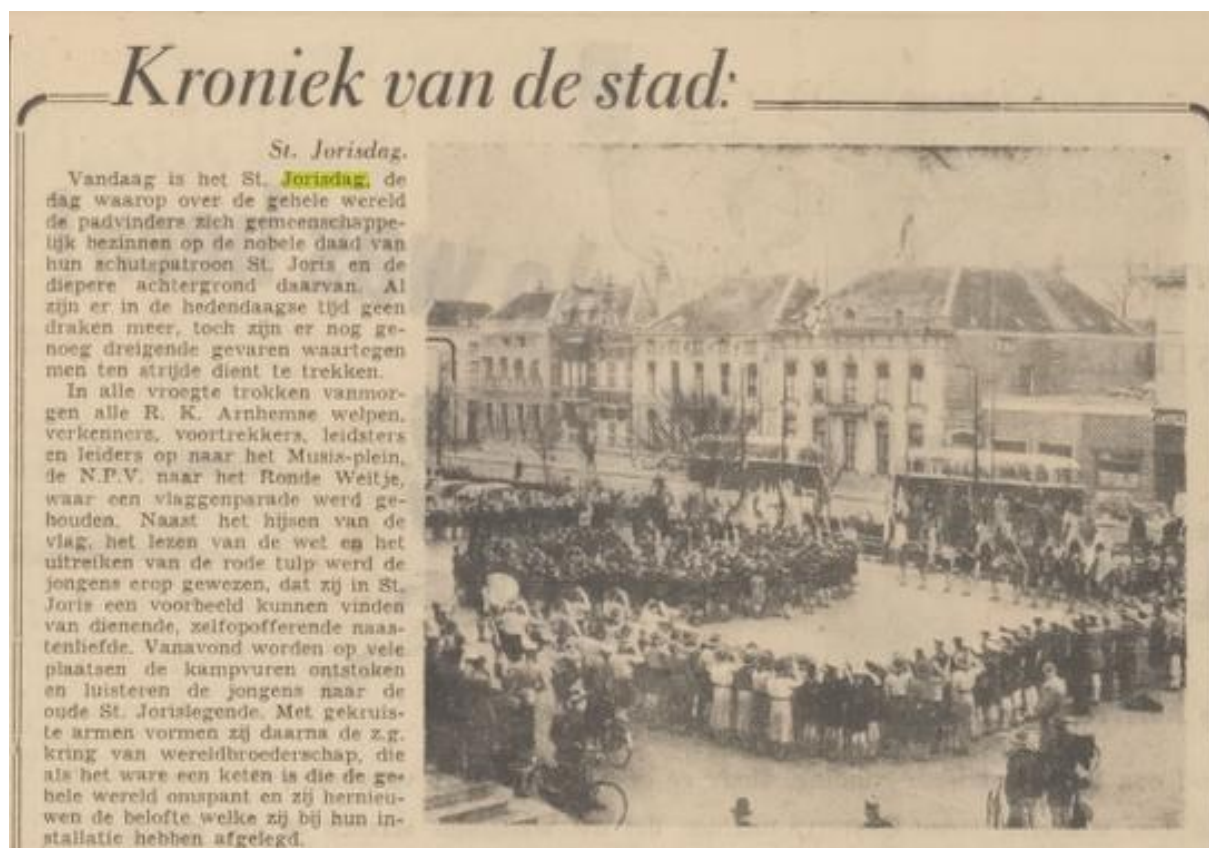 Kroniek van de stad:
St. Jorisdag.
Vandaag is het St. Jorisdag, de
dag waarop over de gehele wereld
de padvinders zich gemeenschappe-
lijk bezinnen op de nobele daad van
hun schutspatroon St. Joris en de
diepere achtergrond daarvan. Al
zijn er in de hedendaagse tijd geen
draken meer, toch zijn er nog ge-
noeg dreigende gevaren waartegen
men ten strijde dient te trekken.
In alle vroegte trokken vanmor-
gen alle R. K. Arnhemse welpen,
verkenners, voortrekkers, leidsters
en leiders op naar het Musis-plein,
de N.P.V. naar het Ronde Weitje,
waar een vlaggenparade werd ge-
houden. Naast het hijsen van de
vlag, het lezen van de wet en het
uitreiken van de rode tulp werd de
jongens erop gewezen, dat zij in St.
Joris een voorbeeld kunnen vinden
van dienende, zelfopofferende naas-
tenliefde. Vanavond worden op vele
plaatsen de kampvuren ontstoken
en luisteren de jongens naar de
oude St. Jorislegende. Met gekruis-
te armen vormen zij daarna de z.g.
kring van wereldbroederschap, die
als het ware een keten is die de ge-
hele wereld omspant en zij hernieu-
wen de belofte welke zij bij hun in-
stallatie hebben afgelegd.